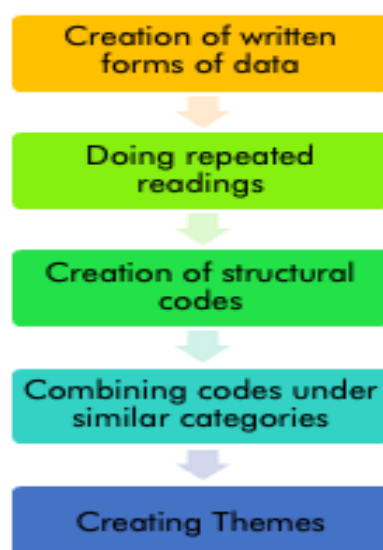 Creation of written
forms of data
Doing repeated
readings
Creation of structural
codes
Combining codes under
similar categories
Creating Themes